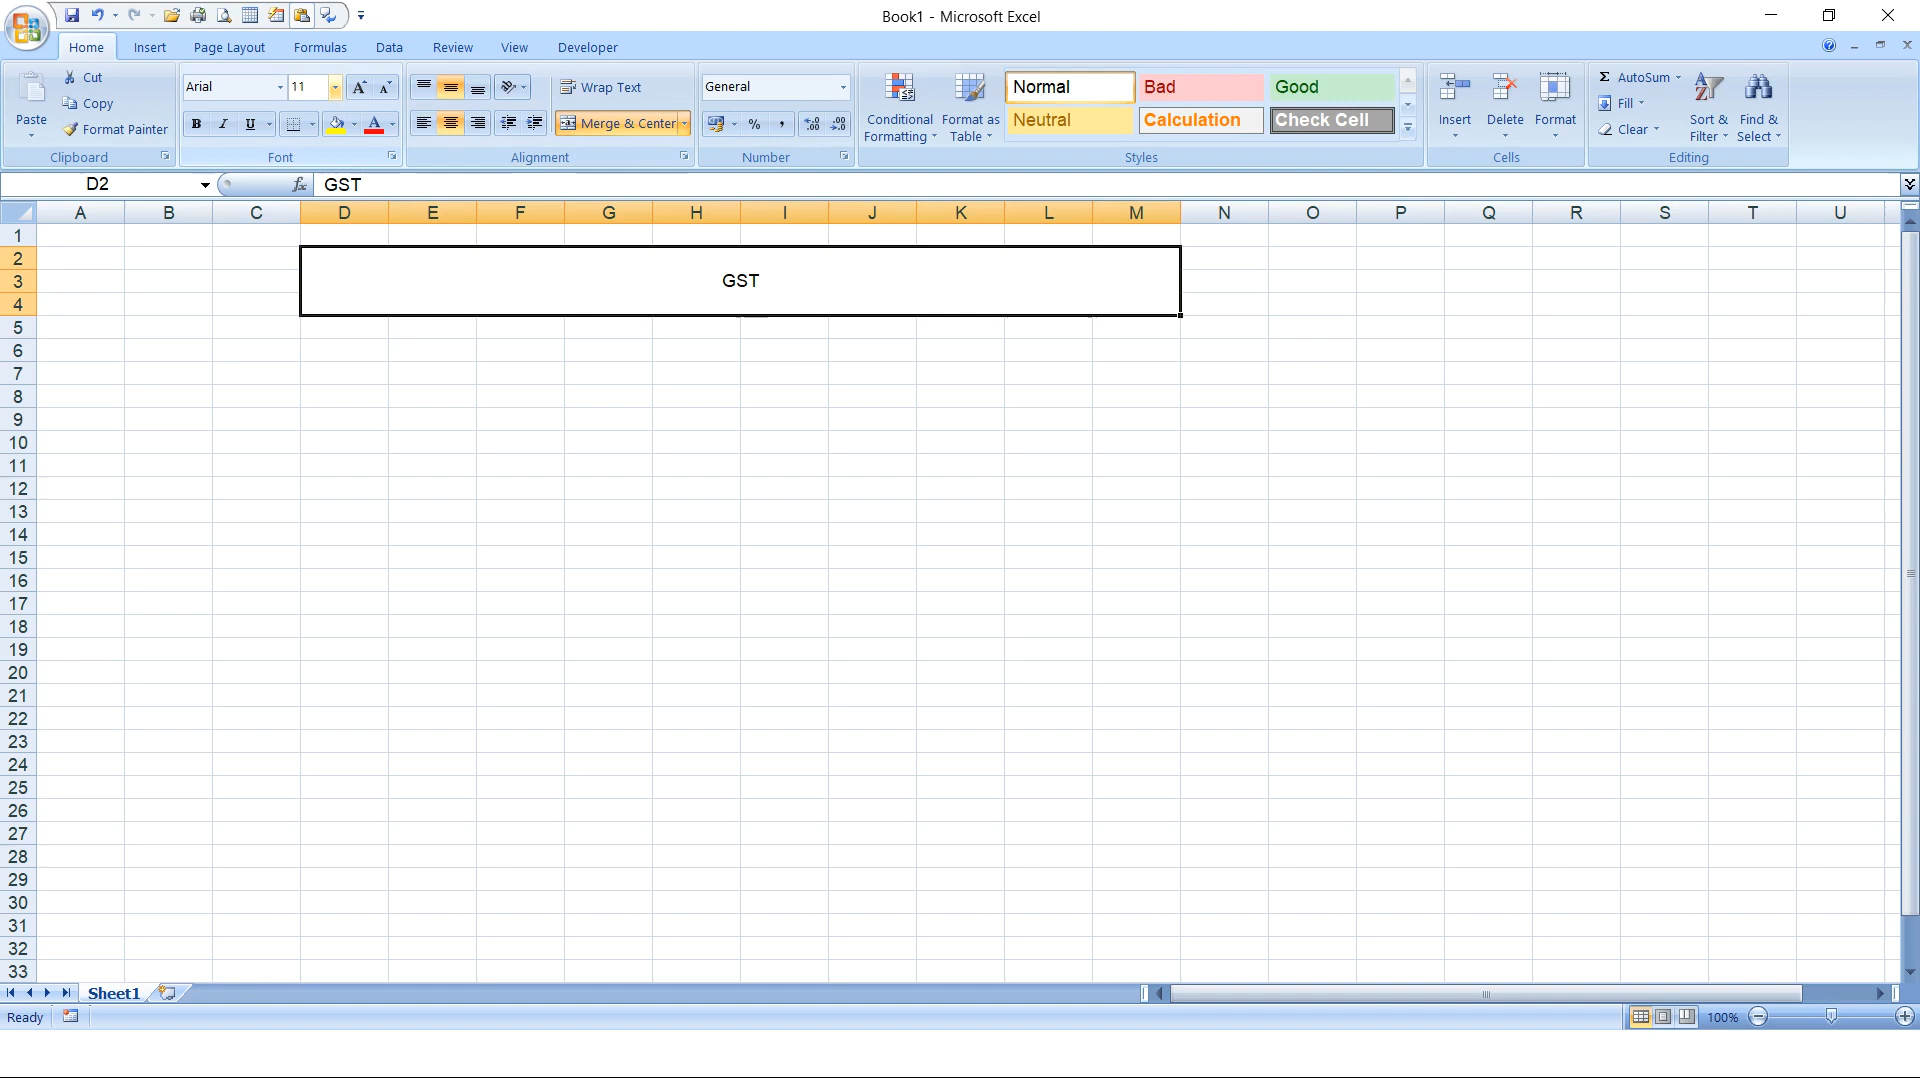 Book1 - Microsoft Excel
Home Insert Page Layout Formulas Data Review View Developer
Paste
Cut
Copy
Format Painter
Clipboard
Arial 11
B I U
Font
Wrap Text
Merge & Center
Alignment
General
% ,
Number
Conditional Formatting
Format as Table
Normal Bad Good
Neutral Calculation Check Cell
Styles
Insert Delete Format
Cells
Σ AutoSum
Fill
Clear
Sort & Filter
Find & Select
Editing
D2 fx GST
A B C D E F G H I J K L M N O P Q R S T U
1
2
3
4
GST
5
6
7
8
9
10
11
12
13
14
15
16
17
18
19
20
21
22
23
24
25
26
27
28
29
30
31
32
33
Sheet1
Ready 100%